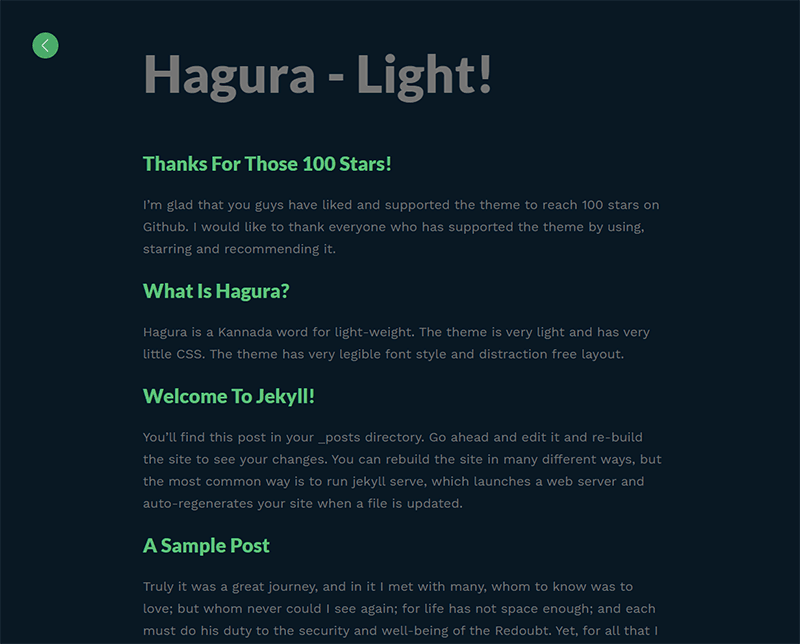 Hagura - Light!
Thanks For Those 100 Stars!
I’m glad that you guys have liked and supported the theme to reach 100 stars on
Github. I would like to thank everyone who has supported the theme by using,
starring and recommending it.
What Is Hagura?
Hagura is a Kannada word for light-weight. The theme is very light and has very
little CSS. The theme has very legible font style and distraction free layout.
Welcome To Jekyll!
You’ll find this post in your _posts directory. Go ahead and edit it and re-build
the site to see your changes. You can rebuild the site in many different ways, but
the most common way is to run jekyll serve, which launches a web server and
auto-regenerates your site when a file is updated.
A Sample Post
Truly it was a great journey, and in it I met with many, whom to know was to
love; but whom never could I see again; for life has not space enough; and each
must do his duty to the security and well-being of the Redoubt. Yet, for all that I